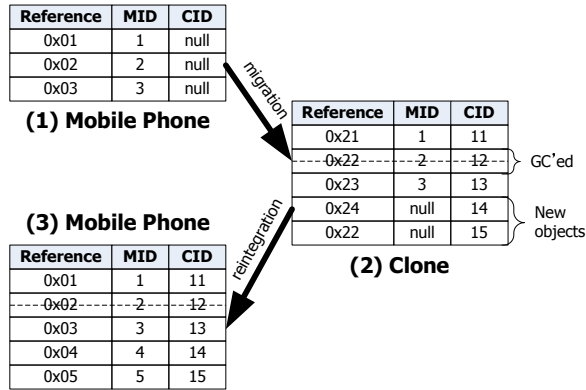 Reference MID CID
0x01 1 null
0x02 2 null
0x03 3 null
(1) Mobile Phone
migration
Reference MID CID
0x21 1 11
0x22 2 12
0x23 3 13
0x24 null 14
0x22 null 15
GC'ed
New
objects
(2) Clone
reintegration
(3) Mobile Phone
Reference MID CID
0x01 1 11
0x02 2 12
0x03 3 13
0x04 4 14
0x05 5 15